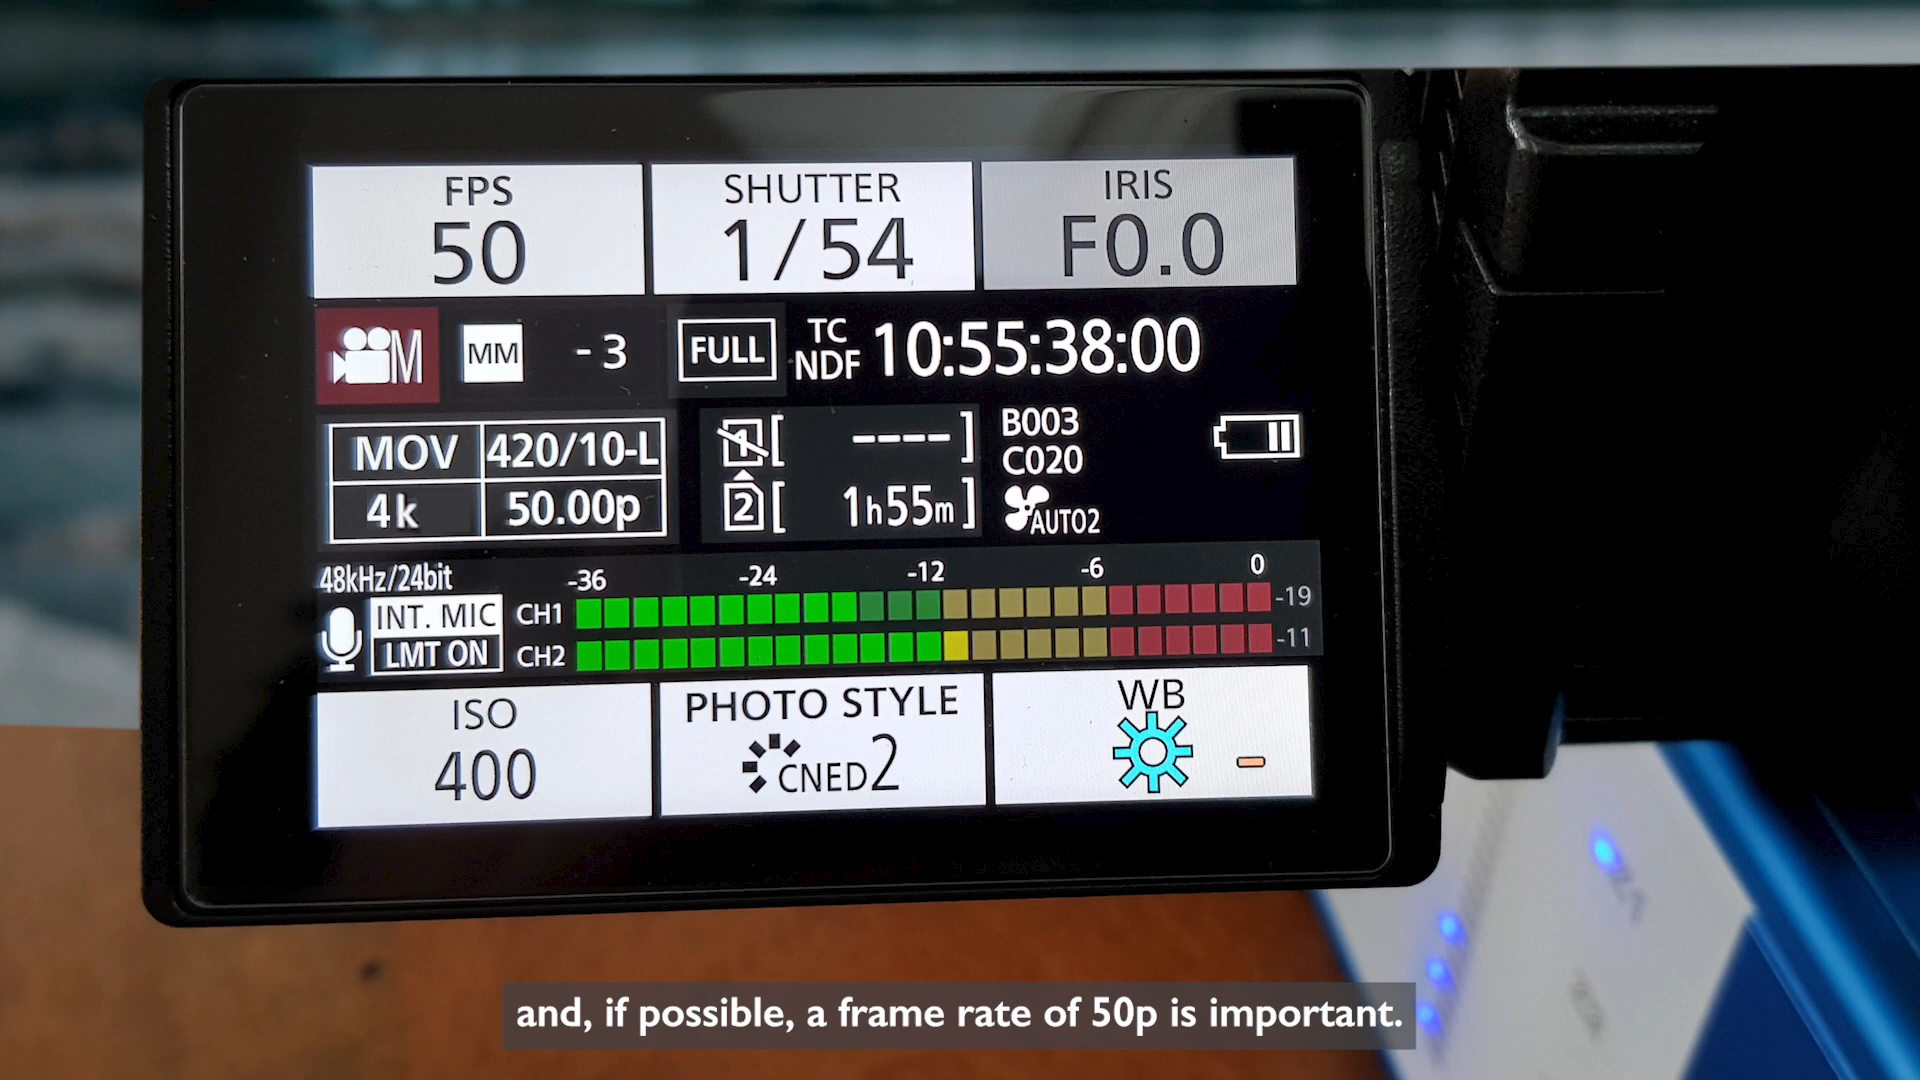 FPS
50
SHUTTER
1/54
IRIS
F0.0
M
MM
-3
FULL
TC
NDF
10:55:38:00
MOV
420/10-L
4k
50.00p
1[ ----]
2[ 1h55m]
B003
C020
AUTO2
48kHz/24bit
-36 -24 -12 -6 0
INT. MIC
LMT ON
CH1
-19
CH2
-11
ISO
400
PHOTO STYLE
CNED2
WB
and, if possible, a frame rate of 50p is important.